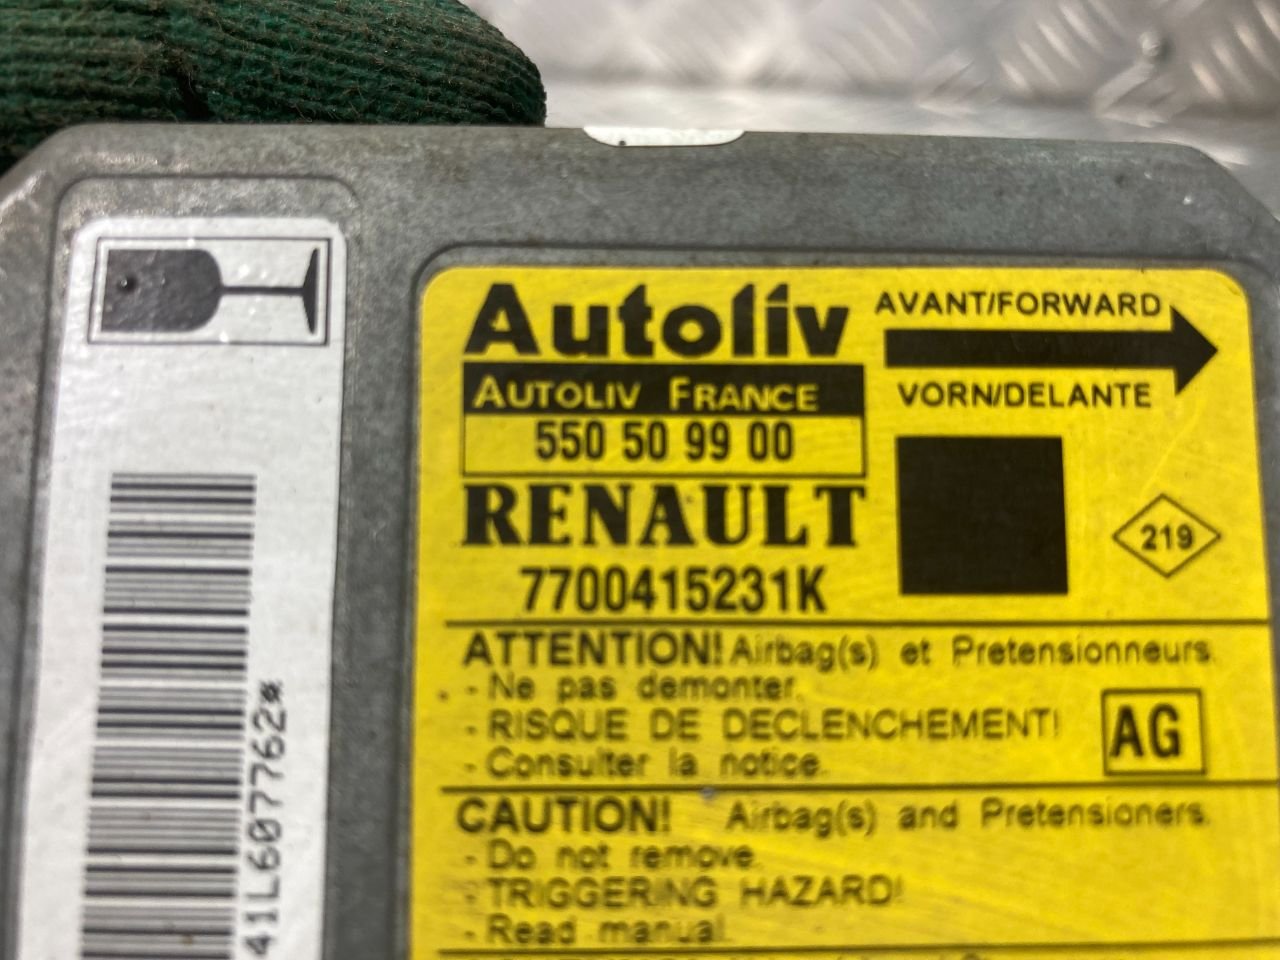 Autoliv
AVANT/FORWARD
AUTOLIV FRANCE
VORN/DELANTE
550 50 99 00
RENAULT
219
7700415231K
ATTENTION! Airbag(s) et Pretensionneurs.
- Ne pas demonter.
- RISQUE DE DECLENCHEMENT!
- Consulter la notice.
AG
CAUTION! Airbag(s) and Pretensioners.
- Do not remove.
- TRIGGERING HAZARD!
- Read manual.
41L607762*